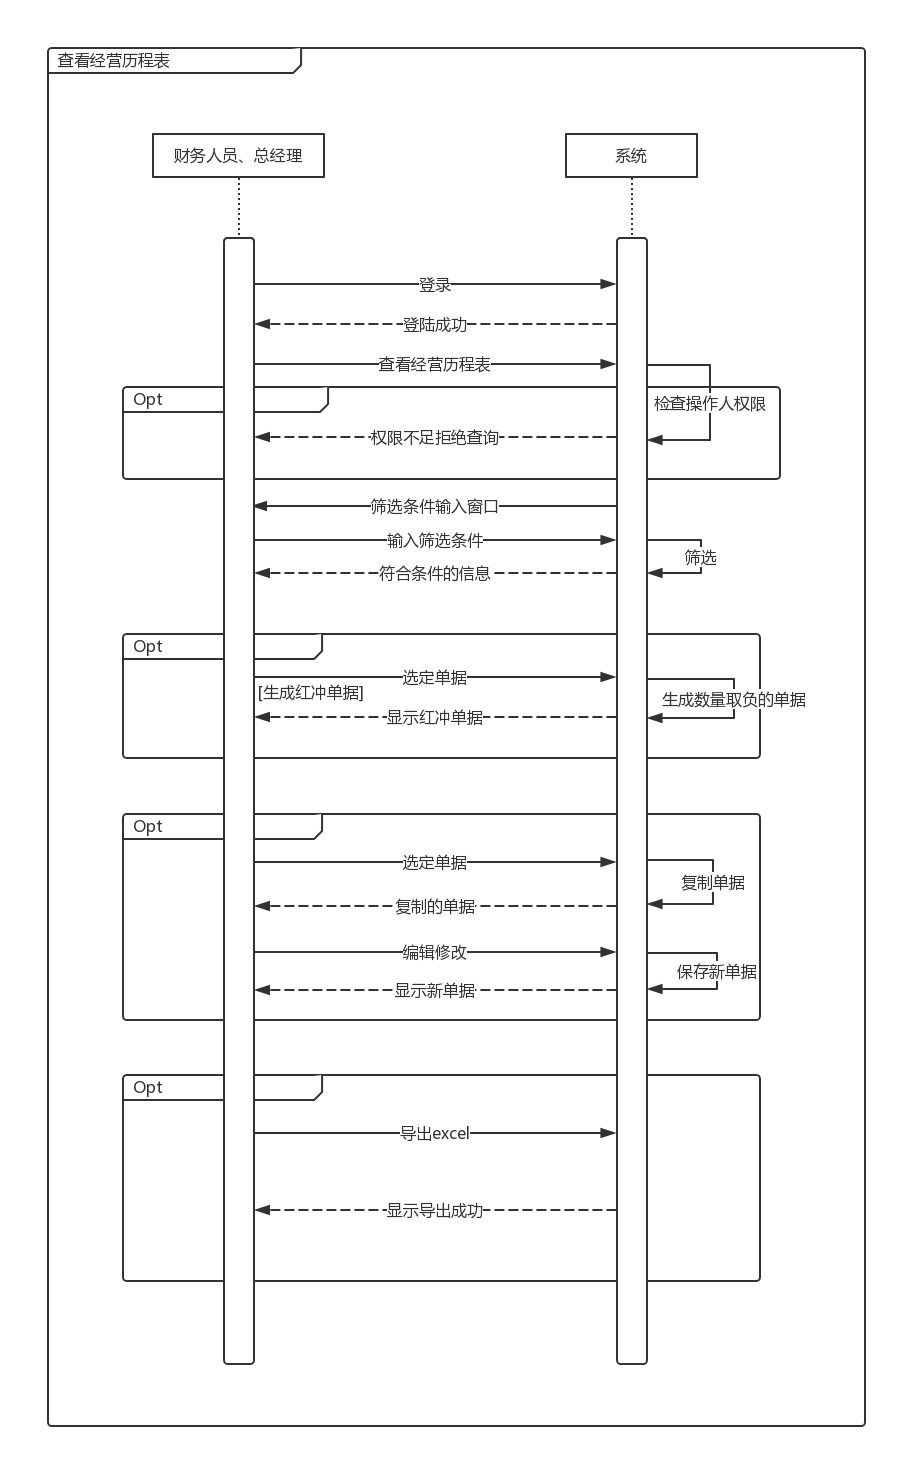 查看经营历程表
财务人员、总经理
系统
登录
登陆成功
查看经营历程表
Opt
检查操作人权限
权限不足拒绝查询
筛选条件输入窗口
输入筛选条件
筛选
符合条件的信息
Opt
选定单据
[生成红冲单据]
生成数量取负的单据
显示红冲单据
Opt
选定单据
复制单据
复制的单据
编辑修改
保存新单据
显示新单据
Opt
导出excel
显示导出成功